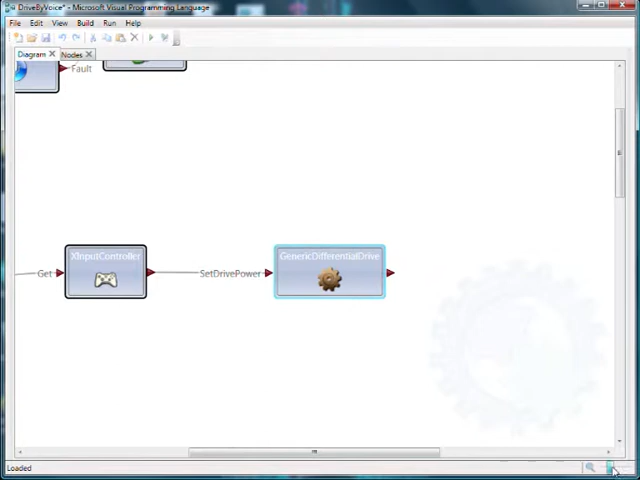 DriveByVoice* - Microsoft Visual Programming Language
File Edit View Build Run Help
Diagram Nodes
Fault
XInputController GenericDifferentialDrive
Get SetDrivePower
Loaded